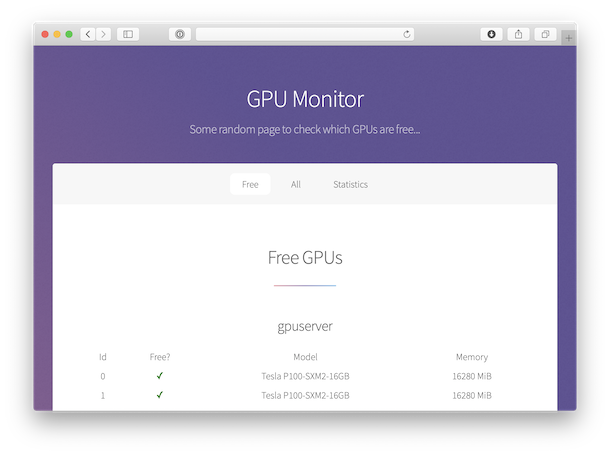 GPU Monitor
Some random page to check which GPUs are free...
Free All Statistics
Free GPUs
gpuserver
Id Free? Model Memory
0 ✓ Tesla P100-SXM2-16GB 16280 MiB
1 ✓ Tesla P100-SXM2-16GB 16280 MiB